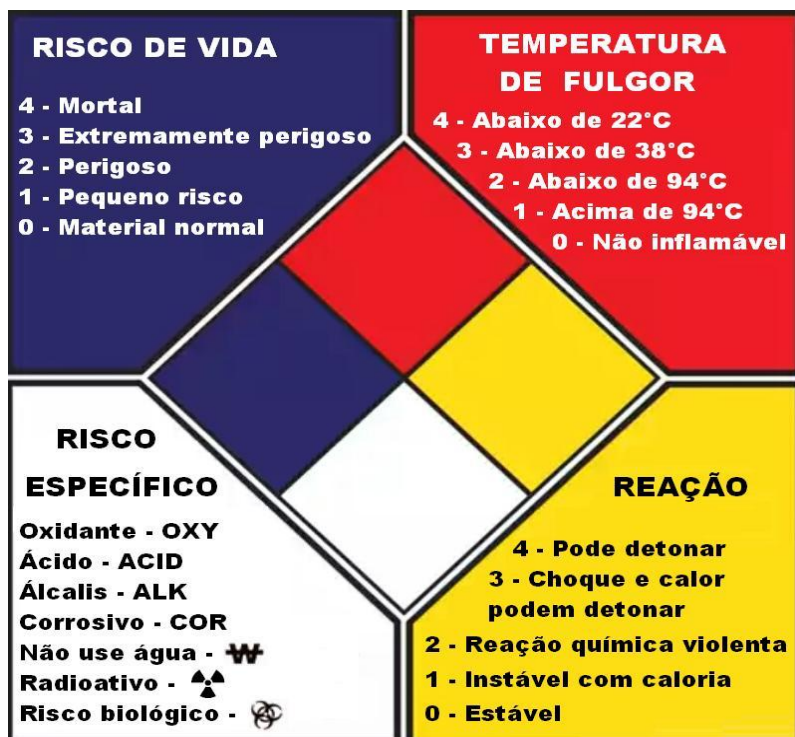 RISCO DE VIDA
4 - Mortal
3 - Extremamente perigoso
2 - Perigoso
1 - Pequeno risco
0 - Material normal
TEMPERATURA
DE FULGOR
4 - Abaixo de 22°C
3 - Abaixo de 38°C
2 - Abaixo de 94°C
1 - Acima de 94°C
0 - Não inflamável
RISCO
ESPECÍFICO
Oxidante - OXY
Ácido - ACID
Álcalis - ALK
Corrosivo - COR
Não use água - W
Radioativo -
Risco biológico -
REAÇÃO
4 - Pode detonar
3 - Choque e calor
podem detonar
2 - Reação química violenta
1 - Instável com caloria
0 - Estável